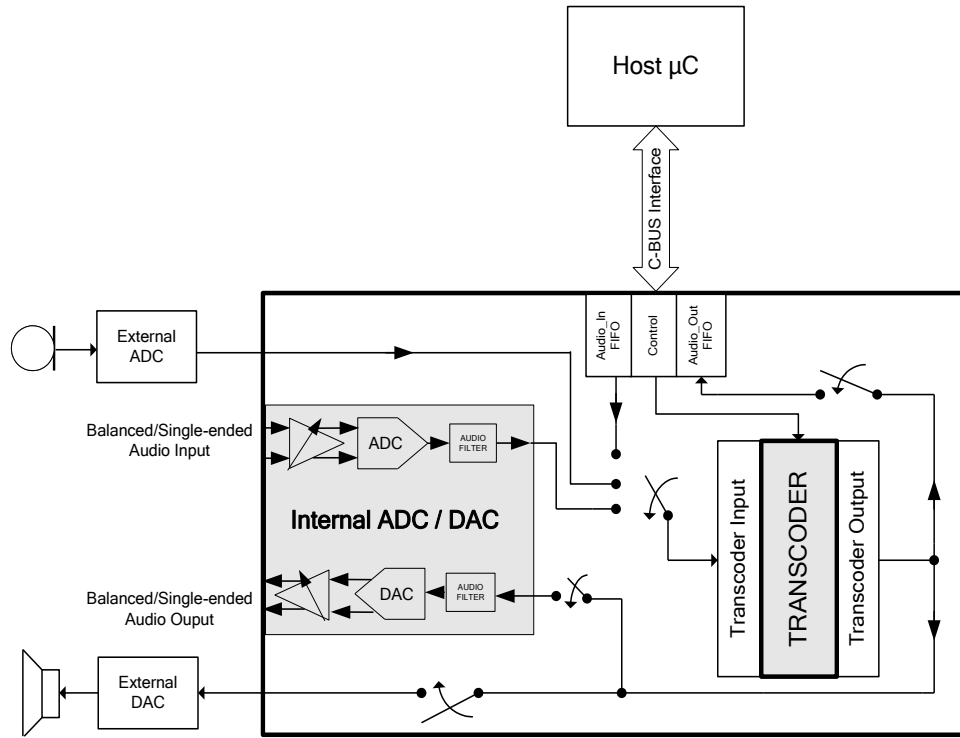 Host µC
C-BUS Interface
Audio_In
FIFO
Control
Audio_Out
FIFO
External
ADC
Balanced/Single-ended
Audio Input
ADC
AUDIO
FILTER
Internal ADC / DAC
Transcoder Input
TRANSCODER
Transcoder Output
Balanced/Single-ended
Audio Ouput
DAC
AUDIO
FILTER
External
DAC